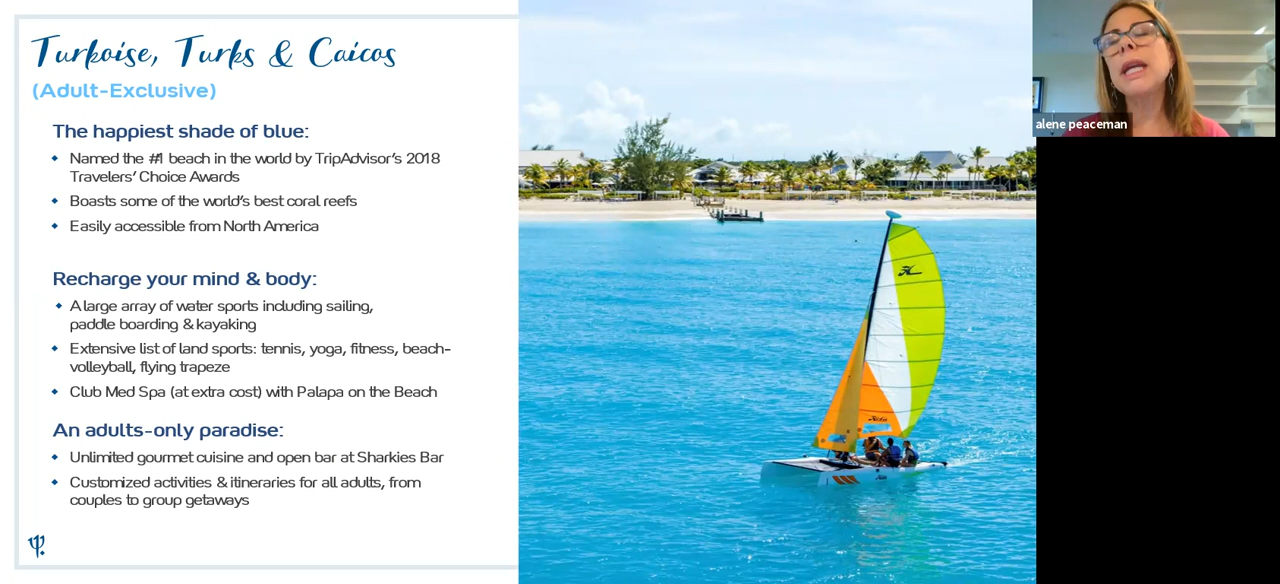 Turkoise, Turks & Caicos
(Adult-Exclusive)
The happiest shade of blue:
Named the #1 beach in the world by TripAdvisor's 2018
Travelers' Choice Awards
Boasts some of the world's best coral reefs
Easily accessible from North America
Recharge your mind & body:
A large array of water sports including sailing,
paddle boarding & kayaking
Extensive list of land sports: tennis, yoga, fitness, beach-
volleyball, flying trapeze
Club Med Spa (at extra cost) with Palapa on the Beach
An adults-only paradise:
Unlimited gourmet cuisine and open bar at Sharkies Bar
Customized activities & itineraries for all adults, from
couples to group getaways
alene peaceman